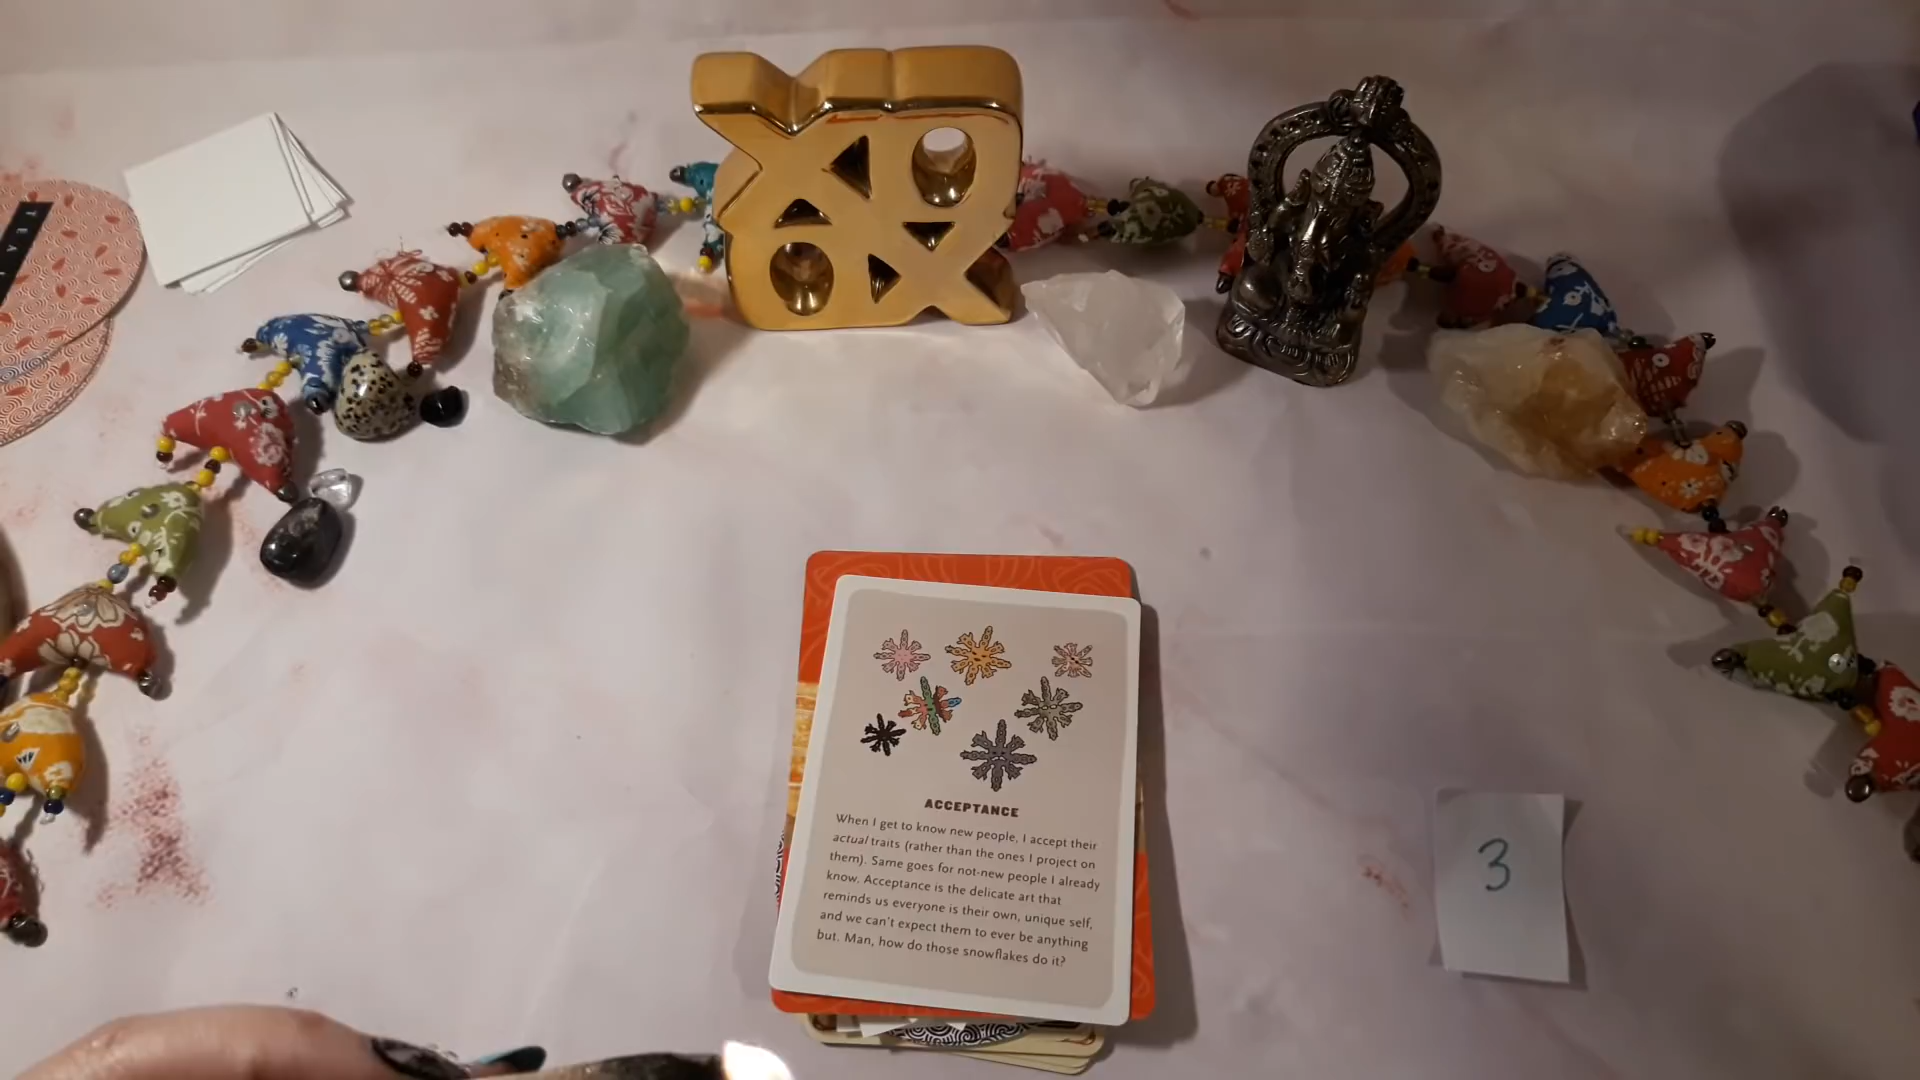 XO
OX
ACCEPTANCE
When I get to know new people, I accept their
actual traits (rather than the ones I project on
them). Same goes for not-new people I already
know. Acceptance is the delicate art that
reminds us everyone is their own, unique self,
and we can't expect them to ever be anything
but. Man, how do those snowflakes do it?
3